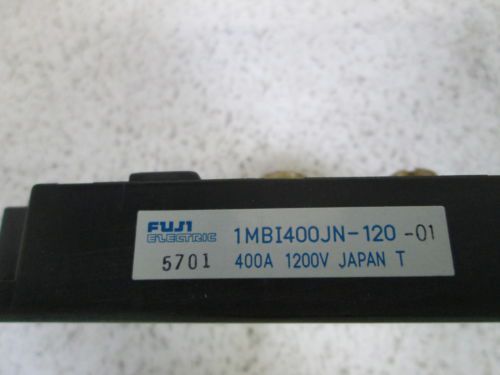 FUJI 1MBI400JN-120 -01
ELECTRIC
5701 400A 1200V JAPAN T